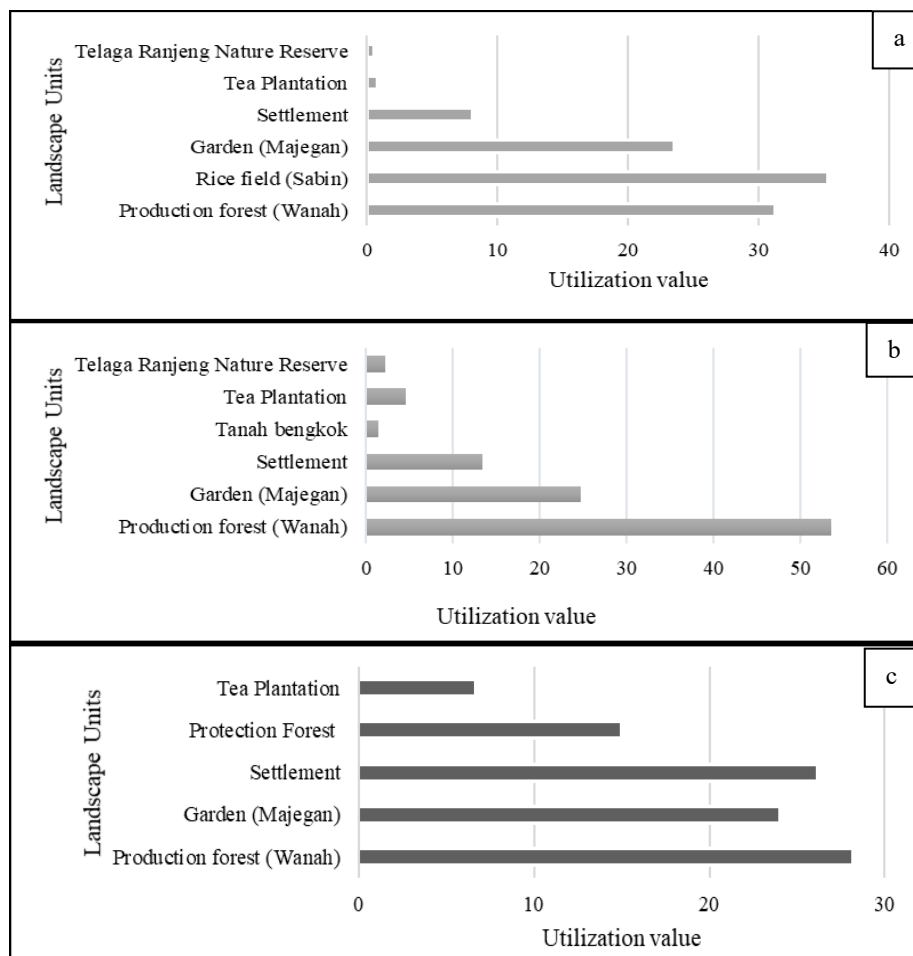 a
Landscape Units
Telaga Ranjeng Nature Reserve
Tea Plantation
Settlement
Garden (Majegan)
Rice field (Sabin)
Production forest (Wanah)
0 10 20 30 40
Utilization value
b
Landscape Units
Telaga Ranjeng Nature Reserve
Tea Plantation
Tanah bengkok
Settlement
Garden (Majegan)
Production forest (Wanah)
0 10 20 30 40 50 60
Utilization value
c
Landscape Units
Tea Plantation
Protection Forest
Settlement
Garden (Majegan)
Production forest (Wanah)
0 10 20 30
Utilization value